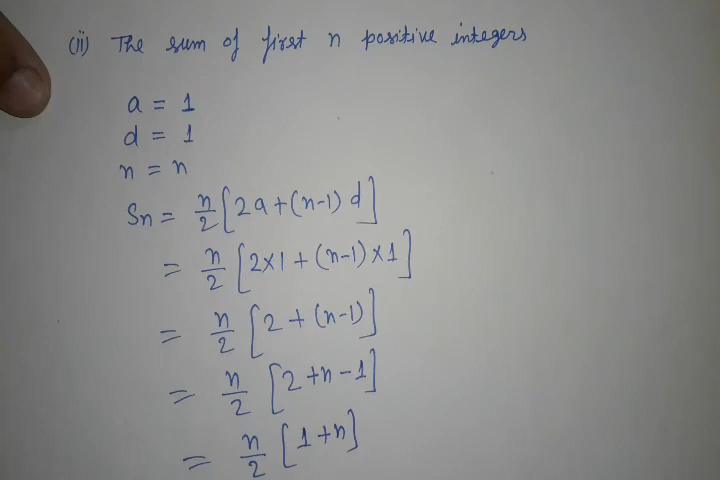 (ii) The sum of first n positive integers
a = 1
d = 1
n = n
Sn = n/2 [2a+(n-1) d]
= n/2 [2×1 + (n-1)×1]
= n/2 [2 + (n-1)]
= n/2 [2 +n -1]
= n/2 [1 +n]